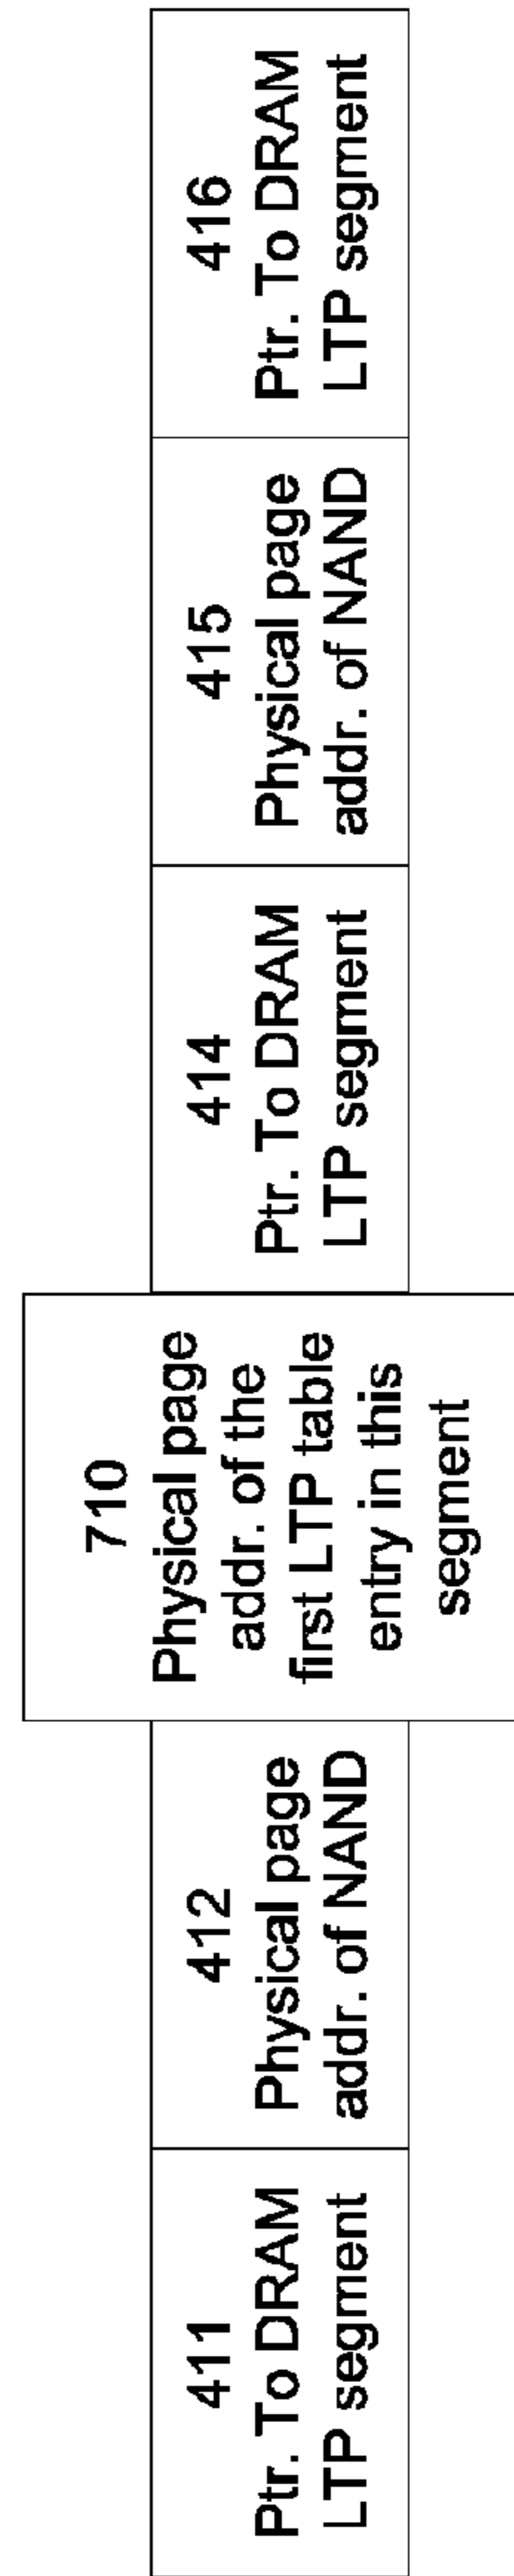 411
Ptr. To DRAM
LTP segment
412
Physical page
addr. of NAND
710
Physical page
addr. of the
first LTP table
entry in this
segment
414
Ptr. To DRAM
LTP segment
415
Physical page
addr. of NAND
416
Ptr. To DRAM
LTP segment